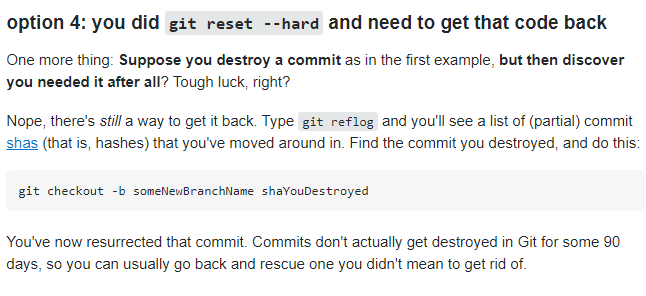 option 4: you did git reset --hard and need to get that code back
One more thing: Suppose you destroy a commit as in the first example, but then discover
you needed it after all? Tough luck, right?
Nope, there's still a way to get it back. Type git reflog and you'll see a list of (partial) commit
shas (that is, hashes) that you've moved around in. Find the commit you destroyed, and do this:
git checkout -b someNewBranchName shaYouDestroyed
You've now resurrected that commit. Commits don't actually get destroyed in Git for some 90
days, so you can usually go back and rescue one you didn't mean to get rid of.